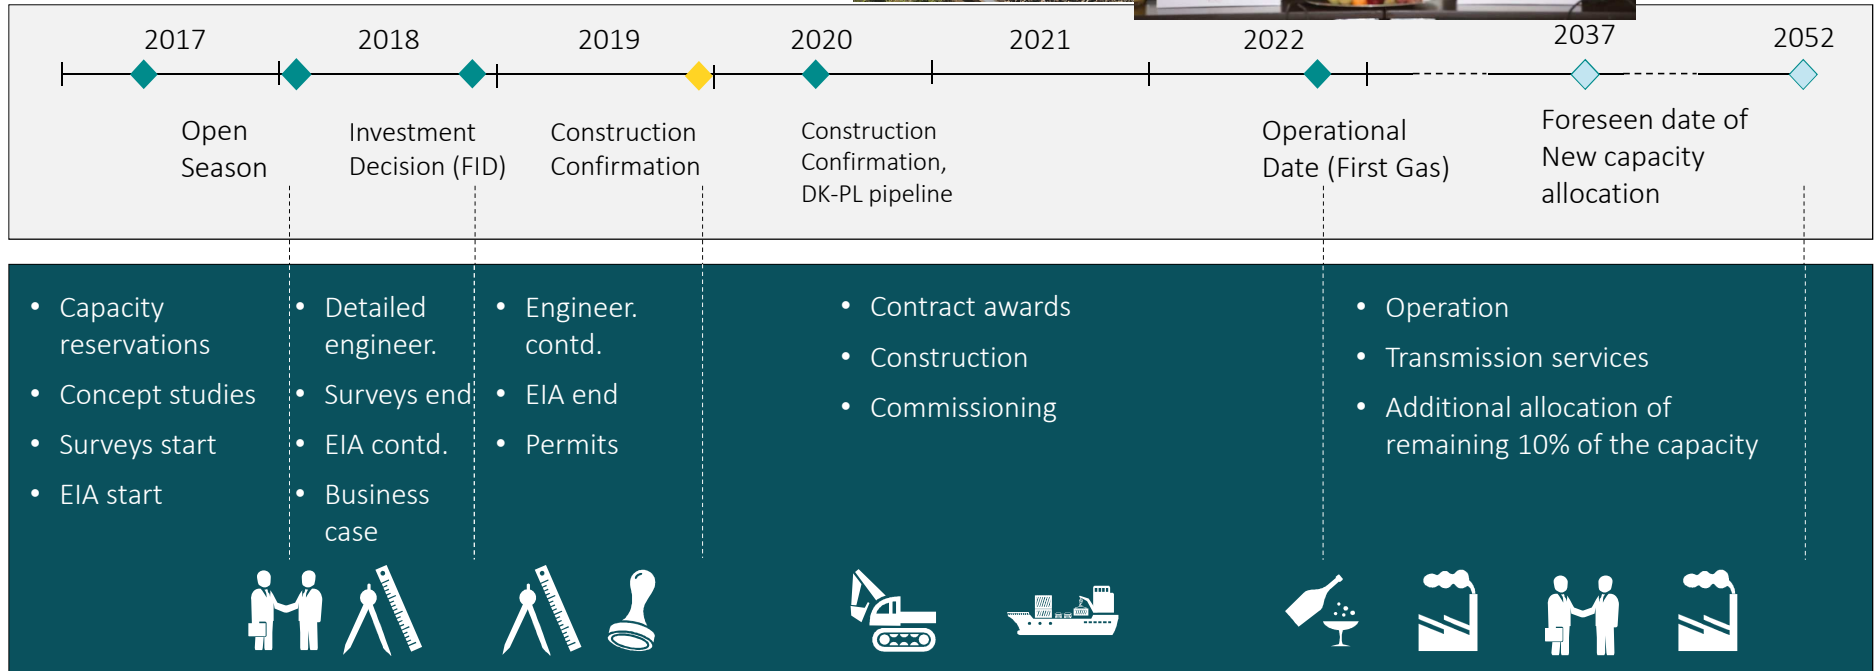 2017
2018
2019
2020
2021
2022
2037
2052
Open
Season
Investment
Decision (FID)
Construction
Confirmation
Construction
Confirmation,
DK-PL pipeline
Operational
Date (First Gas)
Foreseen date of
New capacity
allocation
• Capacity
reservations
• Concept studies
• Surveys start
• EIA start
• Detailed
engineer.
• Surveys end
• EIA contd.
• Business
case
• Engineer.
contd.
• EIA end
• Permits
• Contract awards
• Construction
• Commissioning
• Operation
• Transmission services
• Additional allocation of
remaining 10% of the capacity